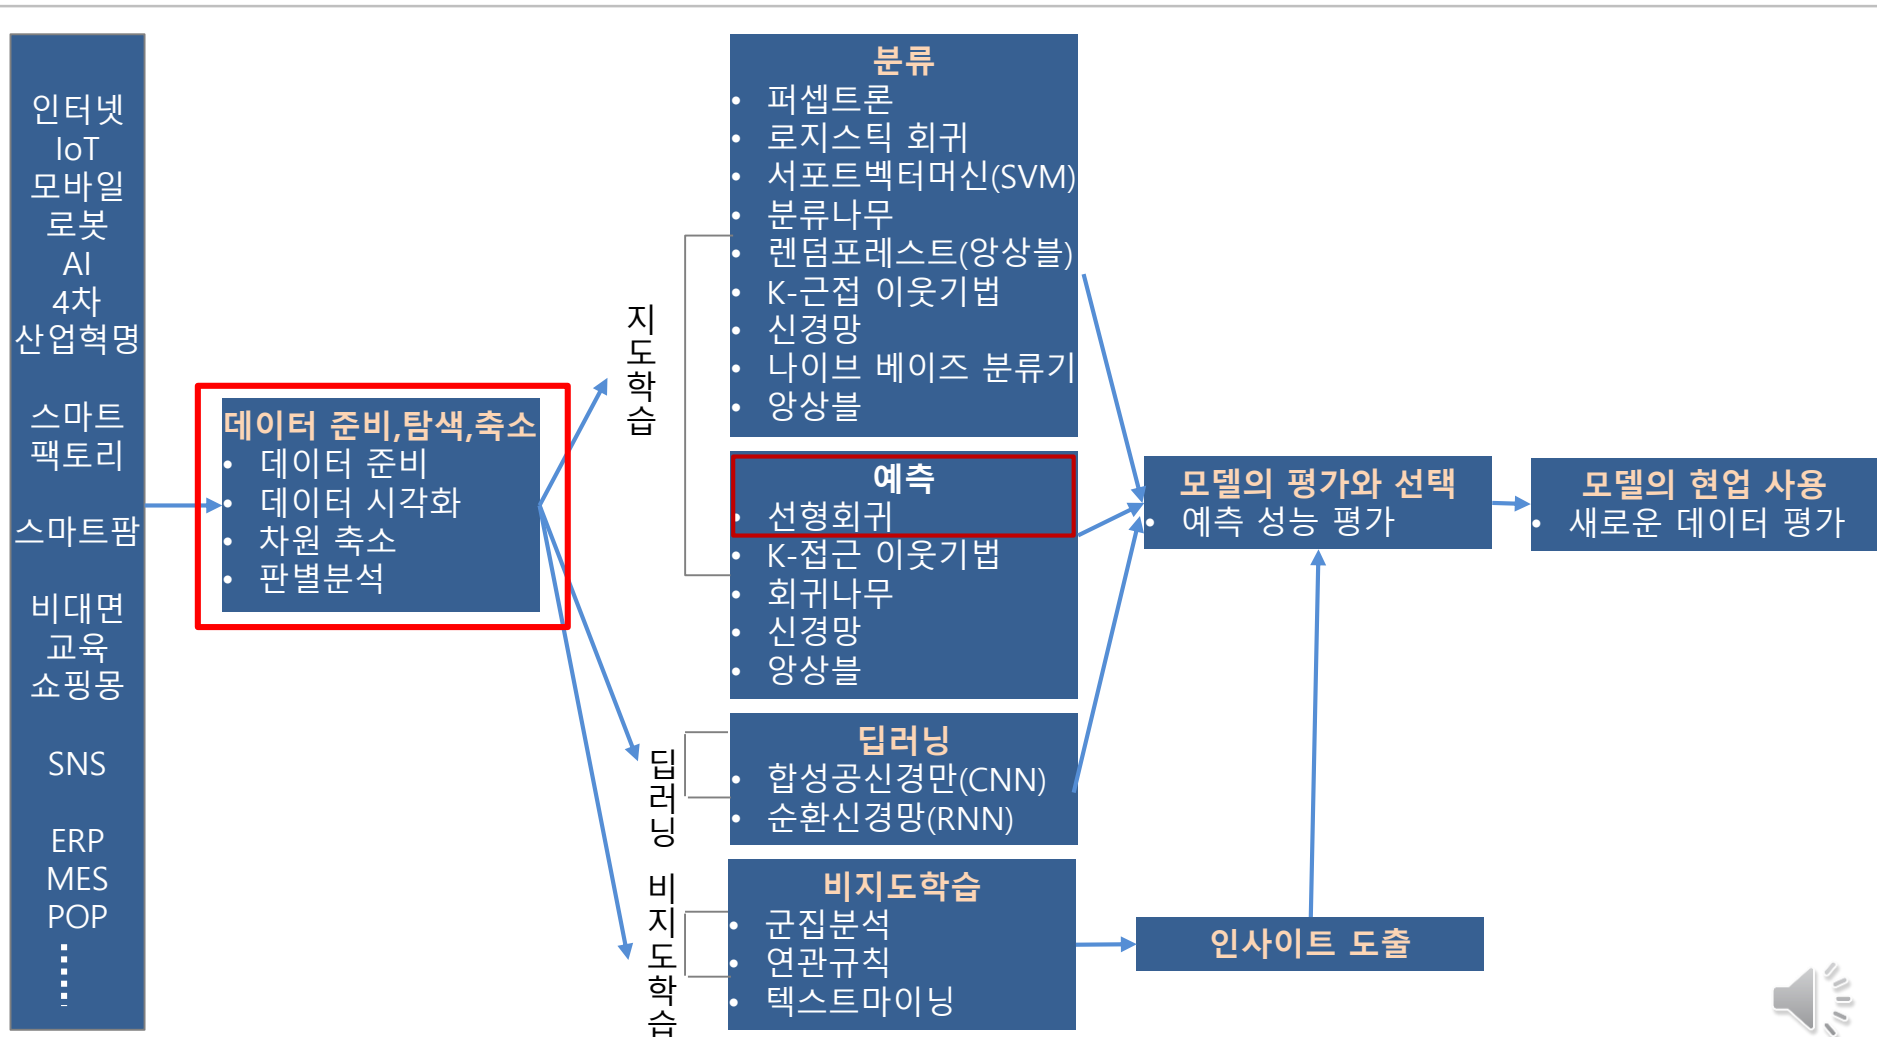 인터넷
IoT
모바일
로봇
AI
4차
산업혁명
스마트
팩토리
스마트팜
비대면
교육
쇼핑몽
SNS
ERP
MES
POP
데이터 준비,탐색,축소
• 데이터 준비
• 데이터 시각화
• 차원 축소
• 판별분석
지도학습
분류
• 퍼셉트론
• 로지스틱 회귀
• 서포트벡터머신(SVM)
• 분류나무
• 렌덤포레스트(앙상블)
• K-근접 이웃기법
• 신경망
• 나이브 베이즈 분류기
• 앙상블
예측
• 선형회귀
• K-접근 이웃기법
• 회귀나무
• 신경망
• 앙상블
딥러닝
딥러닝
• 합성공신경만(CNN)
• 순환신경망(RNN)
비지도학습
비지도학습
• 군집분석
• 연관규칙
• 텍스트마이닝
모델의 평가와 선택
• 예측 성능 평가
모델의 현업 사용
• 새로운 데이터 평가
인사이트 도출